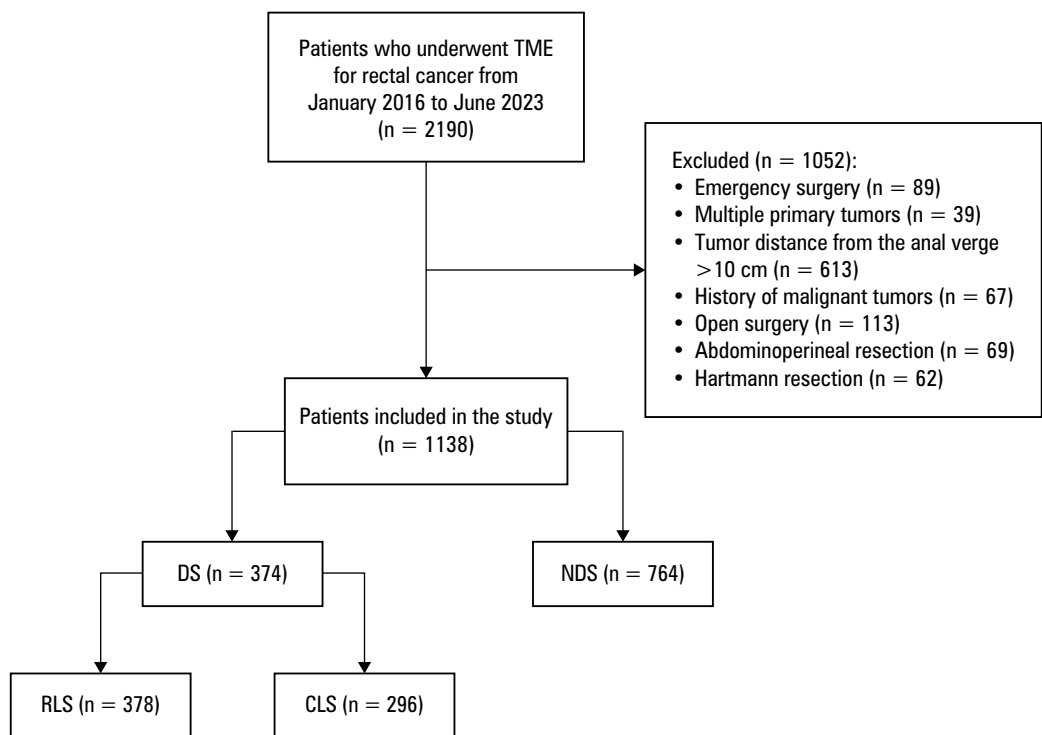 Patients who underwent TME
for rectal cancer from
January 2016 to June 2023
(n = 2190)
Excluded (n = 1052):
• Emergency surgery (n = 89)
• Multiple primary tumors (n = 39)
• Tumor distance from the anal verge
>10 cm (n = 613)
• History of malignant tumors (n = 67)
• Open surgery (n = 113)
• Abdominoperineal resection (n = 69)
• Hartmann resection (n = 62)
Patients included in the study
(n = 1138)
DS (n = 374)
NDS (n = 764)
RLS (n = 378)
CLS (n = 296)